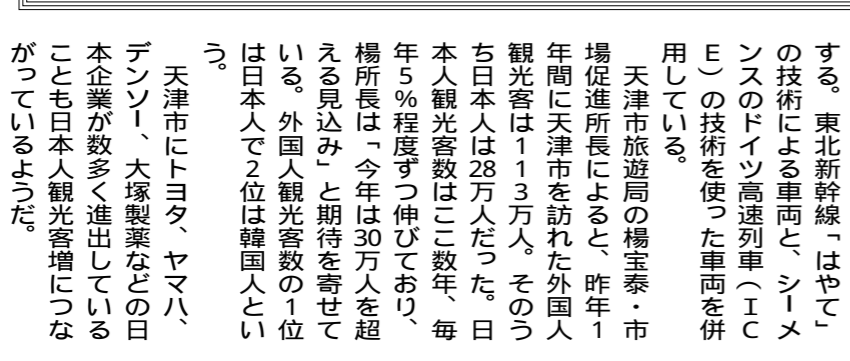 する。東北新幹線「はやて」
の技術による車両と、シーメ
ンスのドイツ高速列車（ＩＣ
Ｅ）の技術を使った車両を併
用している。
　天津市旅遊局の楊宝泰・市
場促進所長によると、昨年１
年間に天津市を訪れた外国人
観光客は１１３万人。そのう
ち日本人は28万人だった。日
本人観光客数はここ数年、毎
年５％程度ずつ伸びており、
楊所長は「今年は30万人を超
える見込み」と期待を寄せて
いる。外国人観光客数の１位
は日本人で２位は韓国人とい
う。
　天津市にトヨタ、ヤマハ、
デンソー、大塚製薬などの日
本企業が数多く進出している
ことも日本人観光客増につな
がっているようだ。